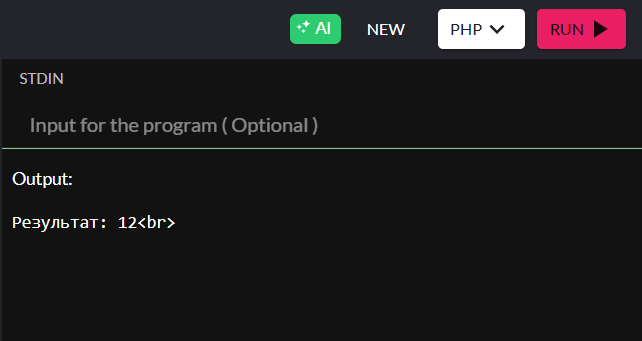 AI NEW PHP RUN
STDIN
Input for the program ( Optional )
Output:
Результат: 12<br>